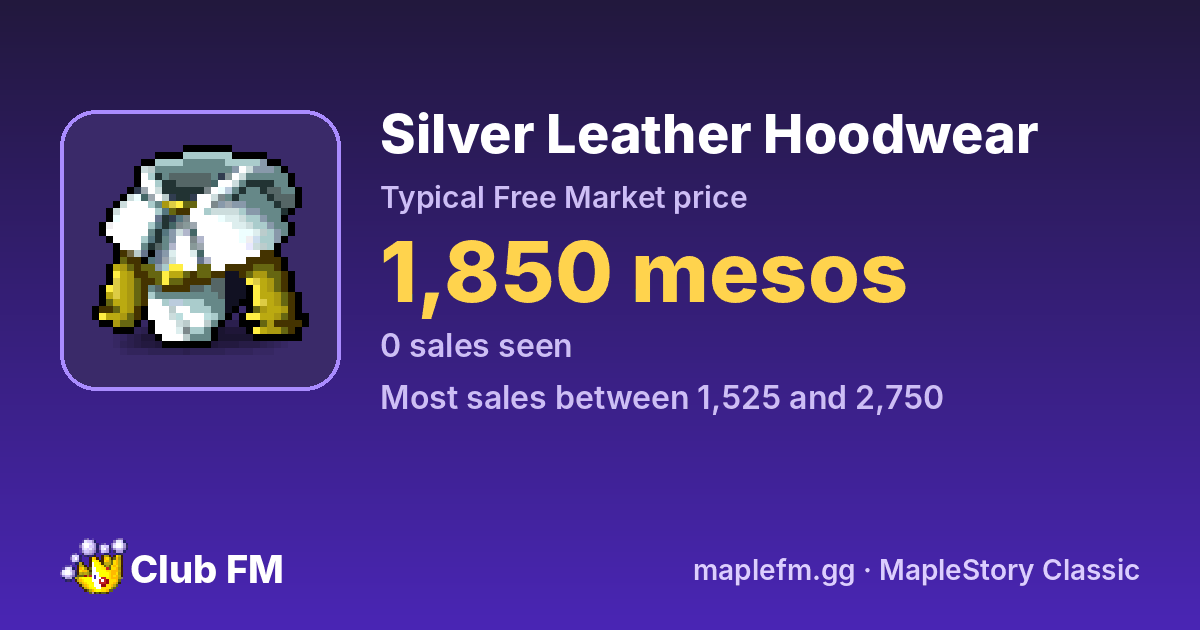 Silver Leather Hoodwear
Typical Free Market price
1,850 mesos
0 sales seen
Most sales between 1,525 and 2,750
Club FM
maplefm.gg · MapleStory Classic